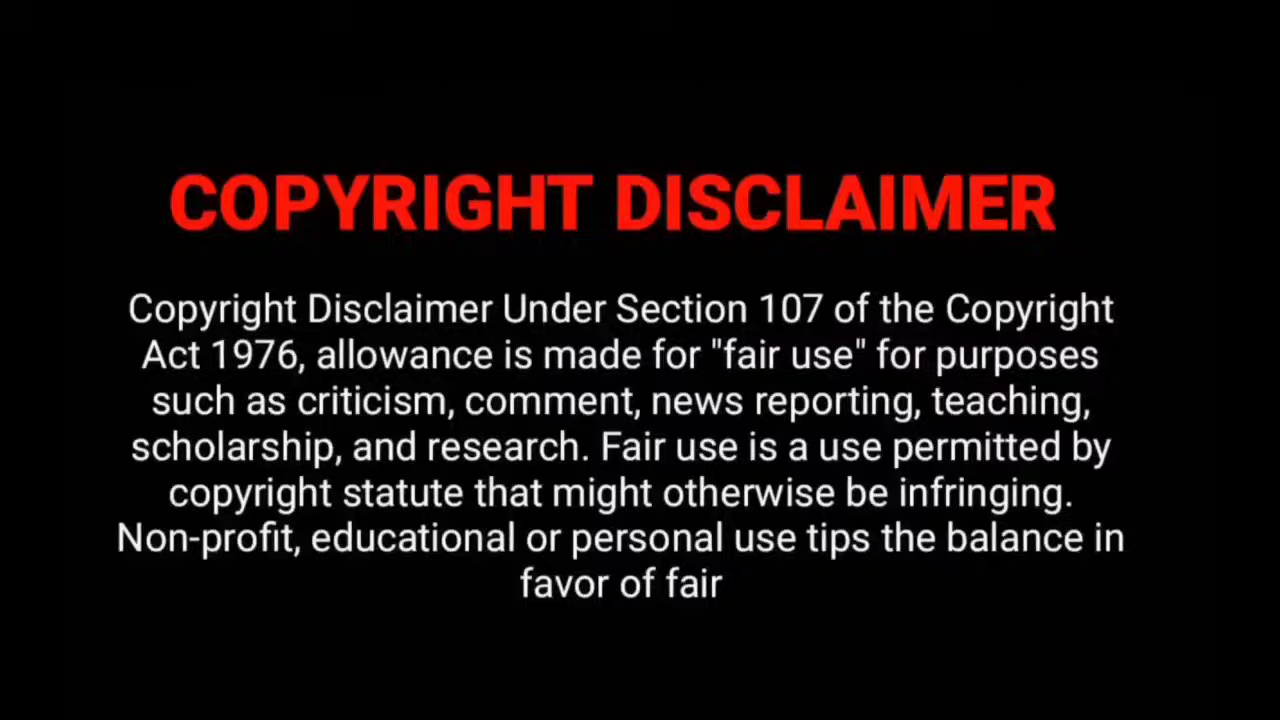 COPYRIGHT DISCLAIMER
Copyright Disclaimer Under Section 107 of the Copyright
Act 1976, allowance is made for "fair use" for purposes
such as criticism, comment, news reporting, teaching,
scholarship, and research. Fair use is a use permitted by
copyright statute that might otherwise be infringing.
Non-profit, educational or personal use tips the balance in
favor of fair